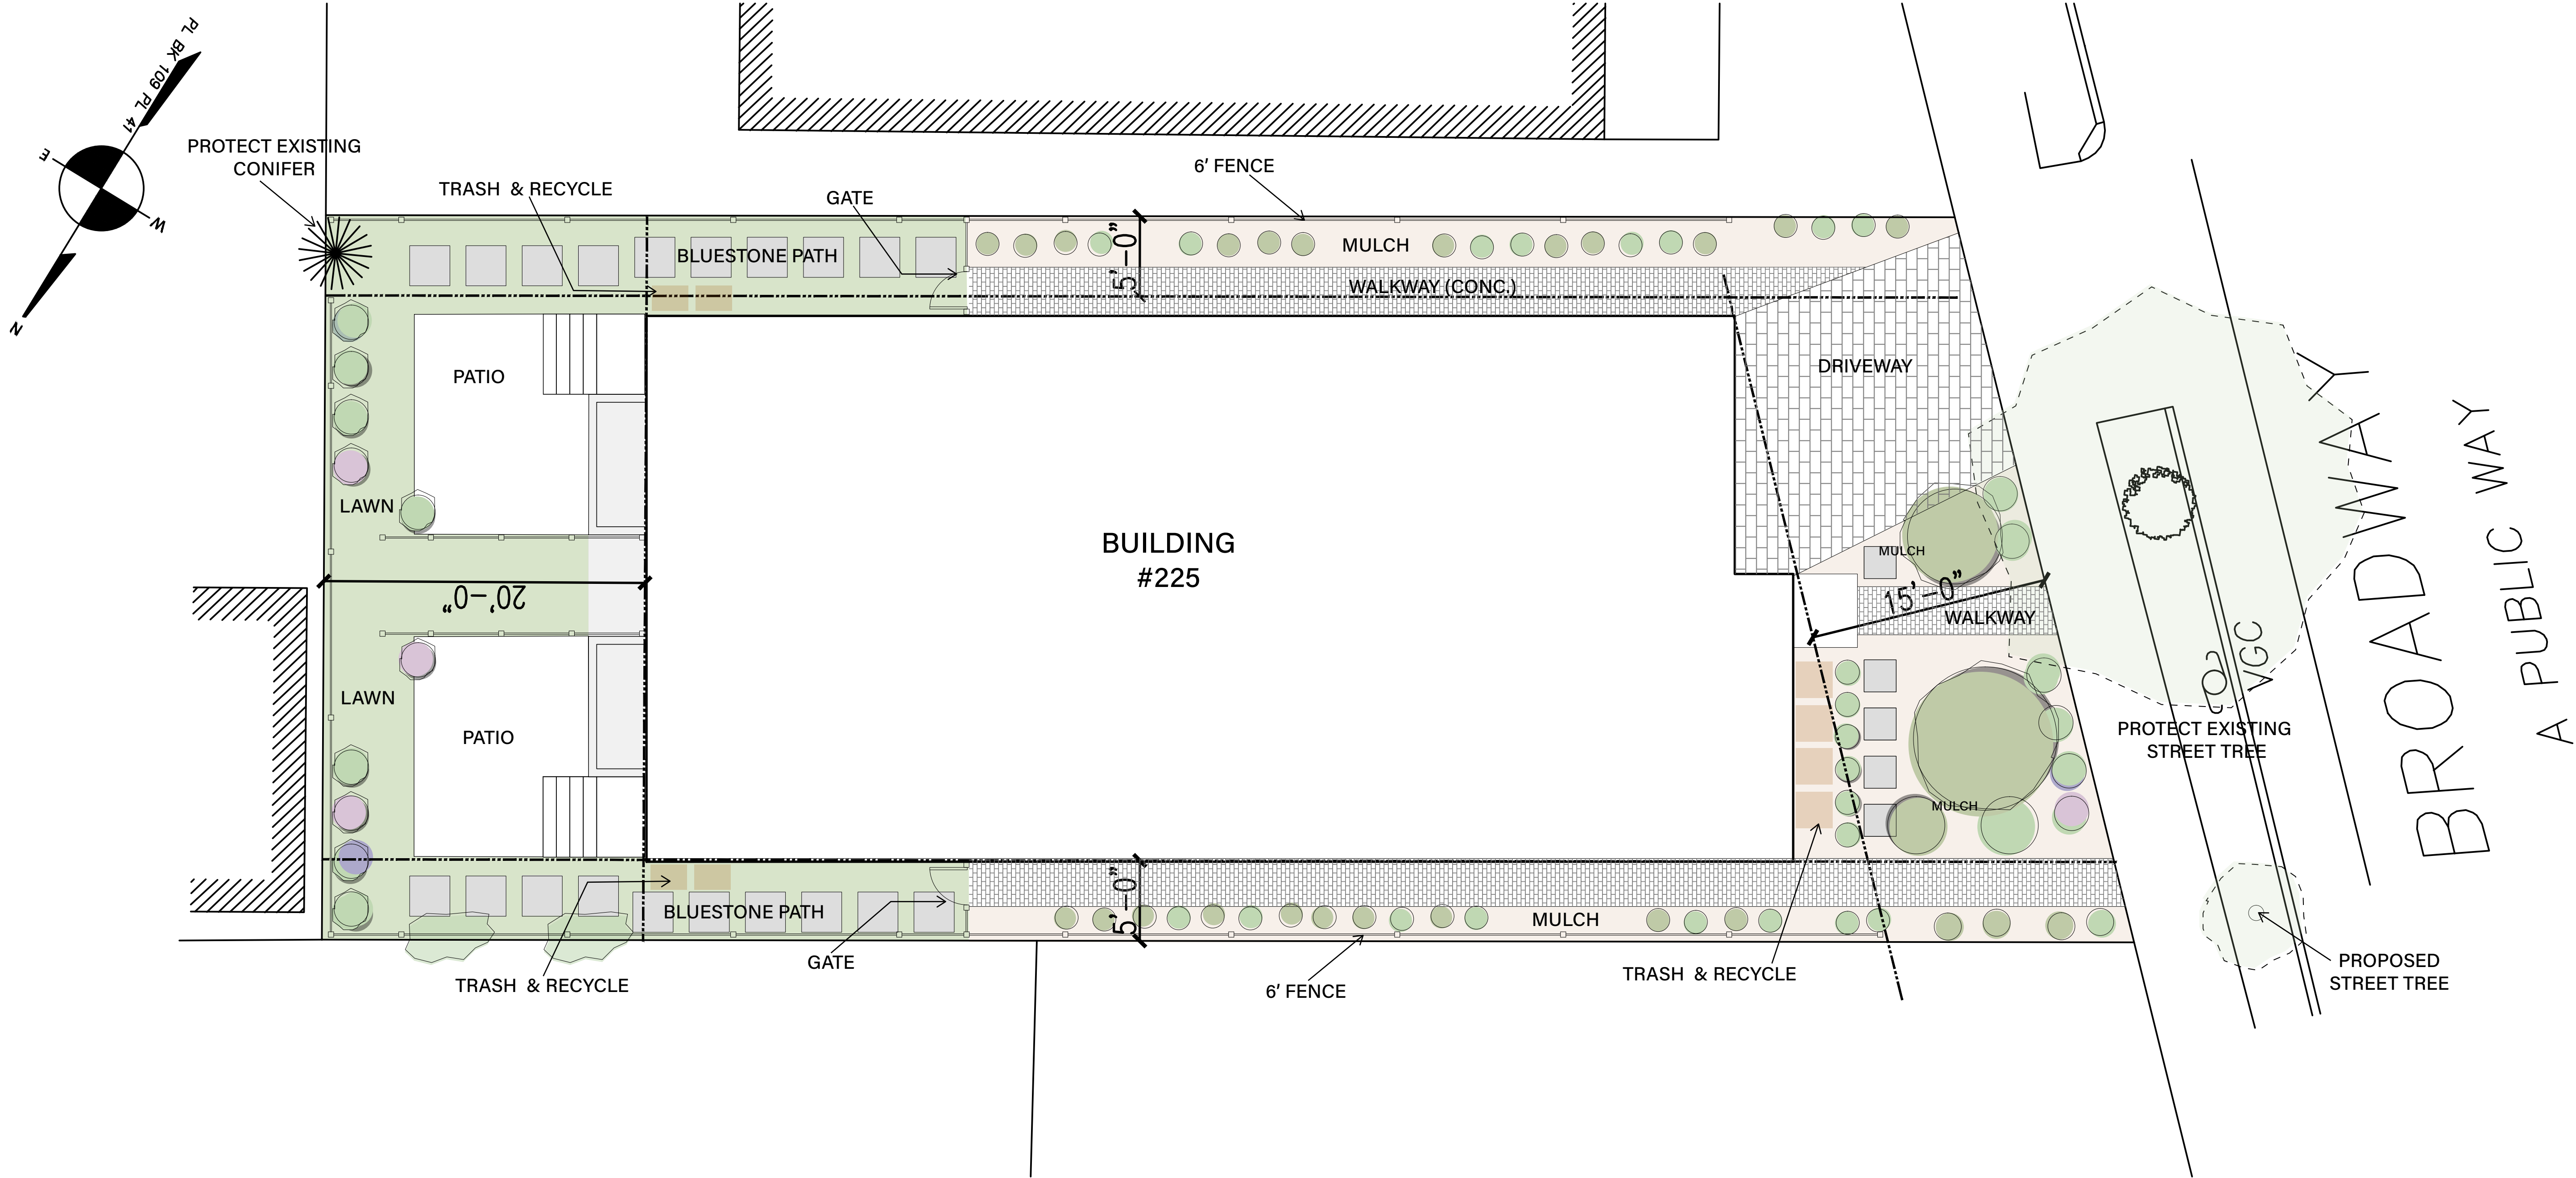 PL BK 109 PL 41
E
W
N
PROTECT EXISTING
CONIFER
TRASH & RECYCLE
GATE
6' FENCE
BLUESTONE PATH
5'-0"
MULCH
WALKWAY (CONC.)
PATIO
DRIVEWAY
LAWN
BUILDING
#225
MULCH
20'-0"
15'-0"
WALKWAY
LAWN
PATIO
MULCH
PROTECT EXISTING
STREET TREE
VGC
BROADWAY
A PUBLIC WAY
BLUESTONE PATH
5'-0"
MULCH
GATE
TRASH & RECYCLE
6' FENCE
TRASH & RECYCLE
PROPOSED
STREET TREE